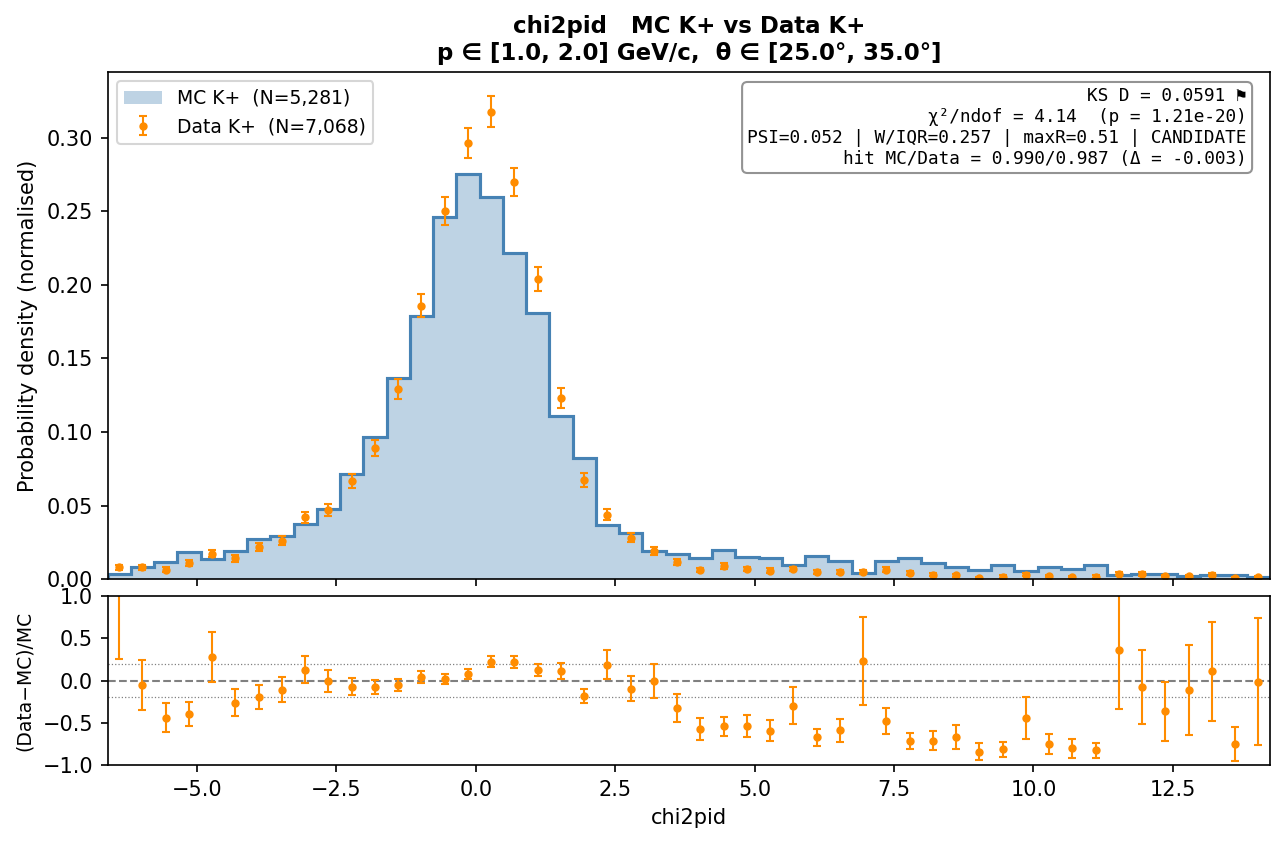 chi2pid   MC K+ vs Data K+
p ∈ [1.0, 2.0] GeV/c,  θ ∈ [25.0°, 35.0°]
MC K+  (N=5,281)
Data K+  (N=7,068)
KS D = 0.0591 ⚑
χ²/ndof = 4.14  (p = 1.21e-20)
PSI=0.052 | W/IQR=0.257 | maxR=0.51 | CANDIDATE
hit MC/Data = 0.990/0.987 (Δ = -0.003)
Probability density (normalised)
0.30
0.25
0.20
0.15
0.10
0.05
0.00
(Data−MC)/MC
1.0
0.5
0.0
−0.5
−1.0
−5.0
−2.5
0.0
2.5
5.0
7.5
10.0
12.5
chi2pid